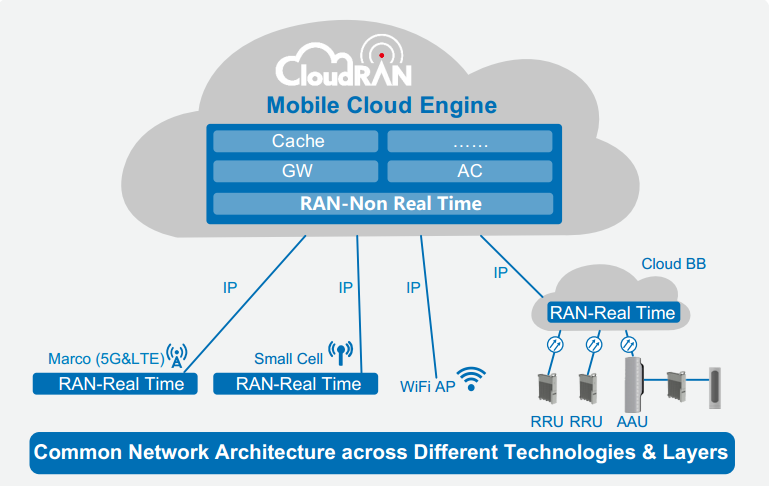 CloudRAN
Mobile Cloud Engine
Cache
......
GW
AC
RAN-Non Real Time
IP
IP
IP
IP
Cloud BB
RAN-Real Time
Marco (5G&LTE)
RAN-Real Time
Small Cell
RAN-Real Time
WiFi AP
RRU
RRU
AAU
Common Network Architecture across Different Technologies & Layers